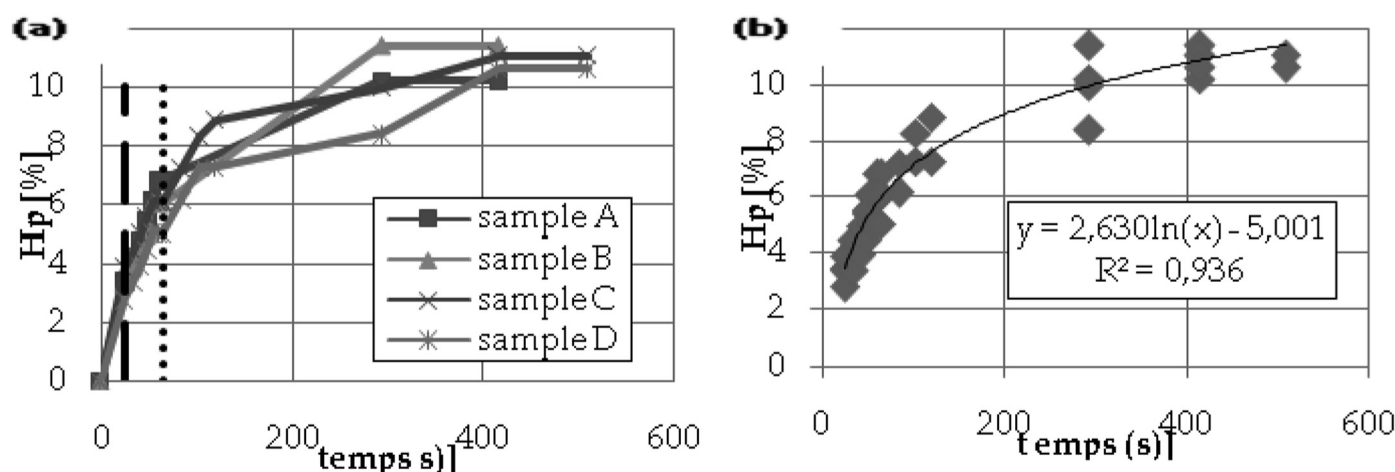 (a)
Hp [%]
10
8
6
4
2
0
sample A
sample B
sample C
sample D
0 200 400 600
temps s)]
(b)
Hp [%]
10
8
6
4
2
0
y = 2,630ln(x) - 5,001
R² = 0,936
0 200 400 600
t emps (s)]